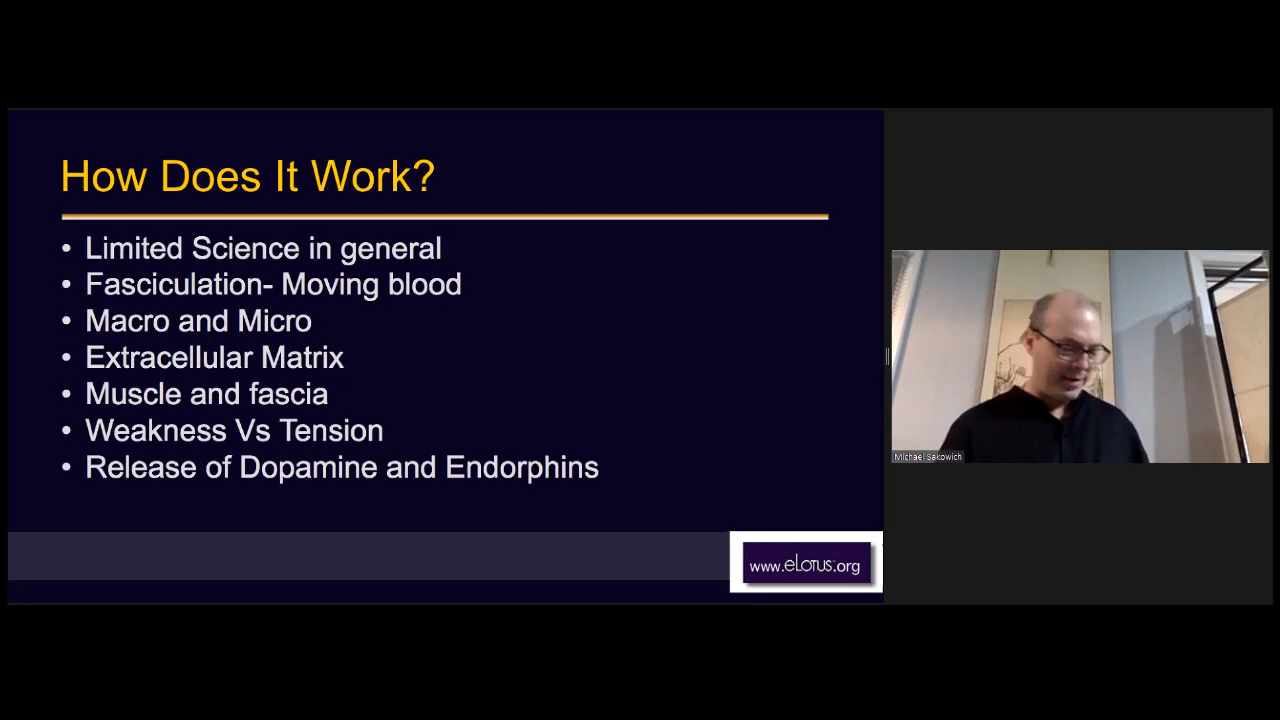 How Does It Work?
• Limited Science in general
• Fasciculation- Moving blood
• Macro and Micro
• Extracellular Matrix
• Muscle and fascia
• Weakness Vs Tension
• Release of Dopamine and Endorphins
www.eLotus.org
Michael Sakowich